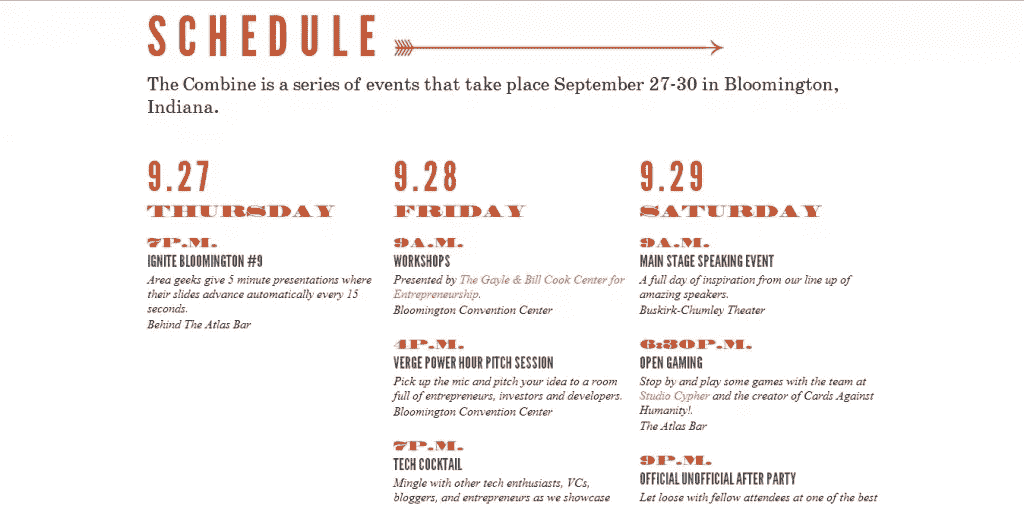 SCHEDULE
The Combine is a series of events that take place September 27-30 in Bloomington,
Indiana.
9.27
THURSDAY
7P.M.
IGNITE BLOOMINGTON #9
Area geeks give 5 minute presentations where
their slides advance automatically every 15
seconds.
Behind The Atlas Bar
9.28
FRIDAY
9A.M.
WORKSHOPS
Presented by The Gayle & Bill Cook Center for
Entrepreneurship.
Bloomington Convention Center
4P.M.
VERGE POWER HOUR PITCH SESSION
Pick up the mic and pitch your idea to a room
full of entrepreneurs, investors and developers.
Bloomington Convention Center
7P.M.
TECH COCKTAIL
Mingle with other tech enthusiasts, VCs,
bloggers, and entrepreneurs as we showcase
9.29
SATURDAY
9A.M.
MAIN STAGE SPEAKING EVENT
A full day of inspiration from our line up of
amazing speakers.
Buskirk-Chumley Theater
6:30P.M.
OPEN GAMING
Stop by and play some games with the team at
Studio Cypher and the creator of Cards Against
Humanity!.
The Atlas Bar
9P.M.
OFFICIAL UNOFFICIAL AFTER PARTY
Let loose with fellow attendees at one of the best